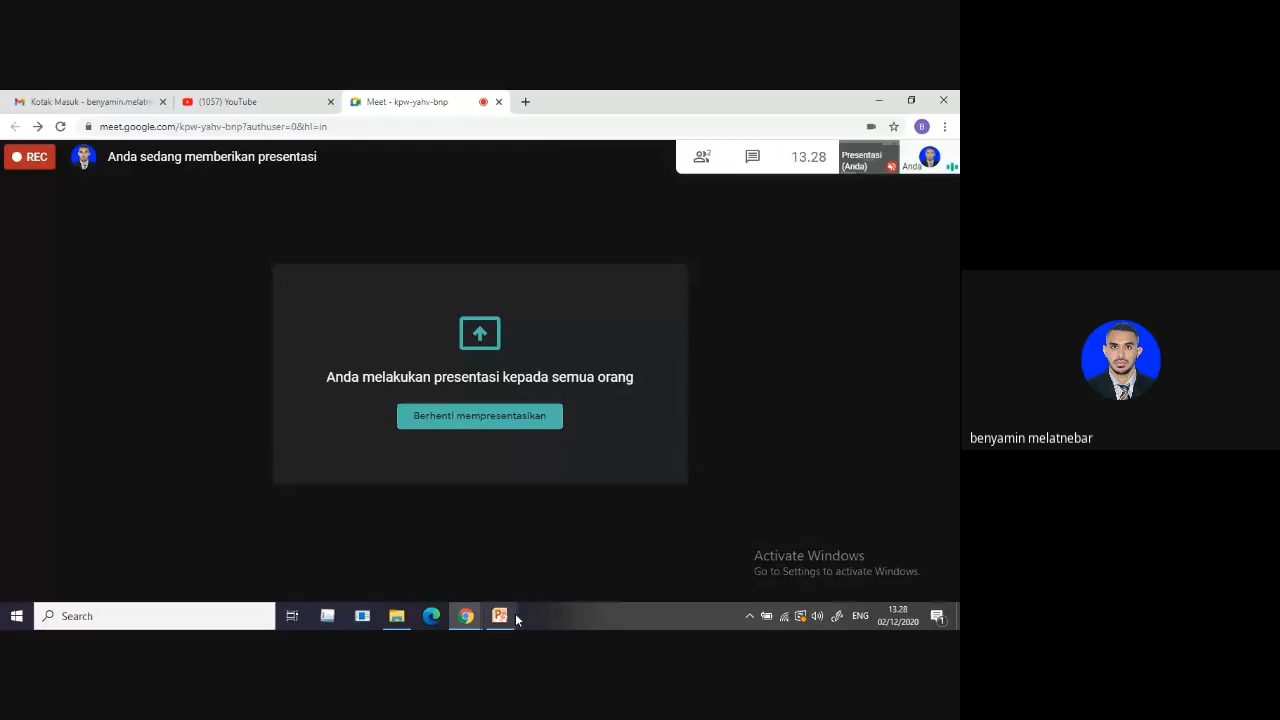 Kotak Masuk - benyamin.melatn
(1057) YouTube
Meet - kpw-yahv-bnp
meet.google.com/kpw-yahv-bnp?authuser=0&hl=in
B
REC
Anda sedang memberikan presentasi
2
13.28
Presentasi
(Anda)
Anda
Anda melakukan presentasi kepada semua orang
Berhenti mempresentasikan
benyamin melatnebar
Activate Windows
Go to Settings to activate Windows.
Search
ENG
13.28
02/12/2020
1